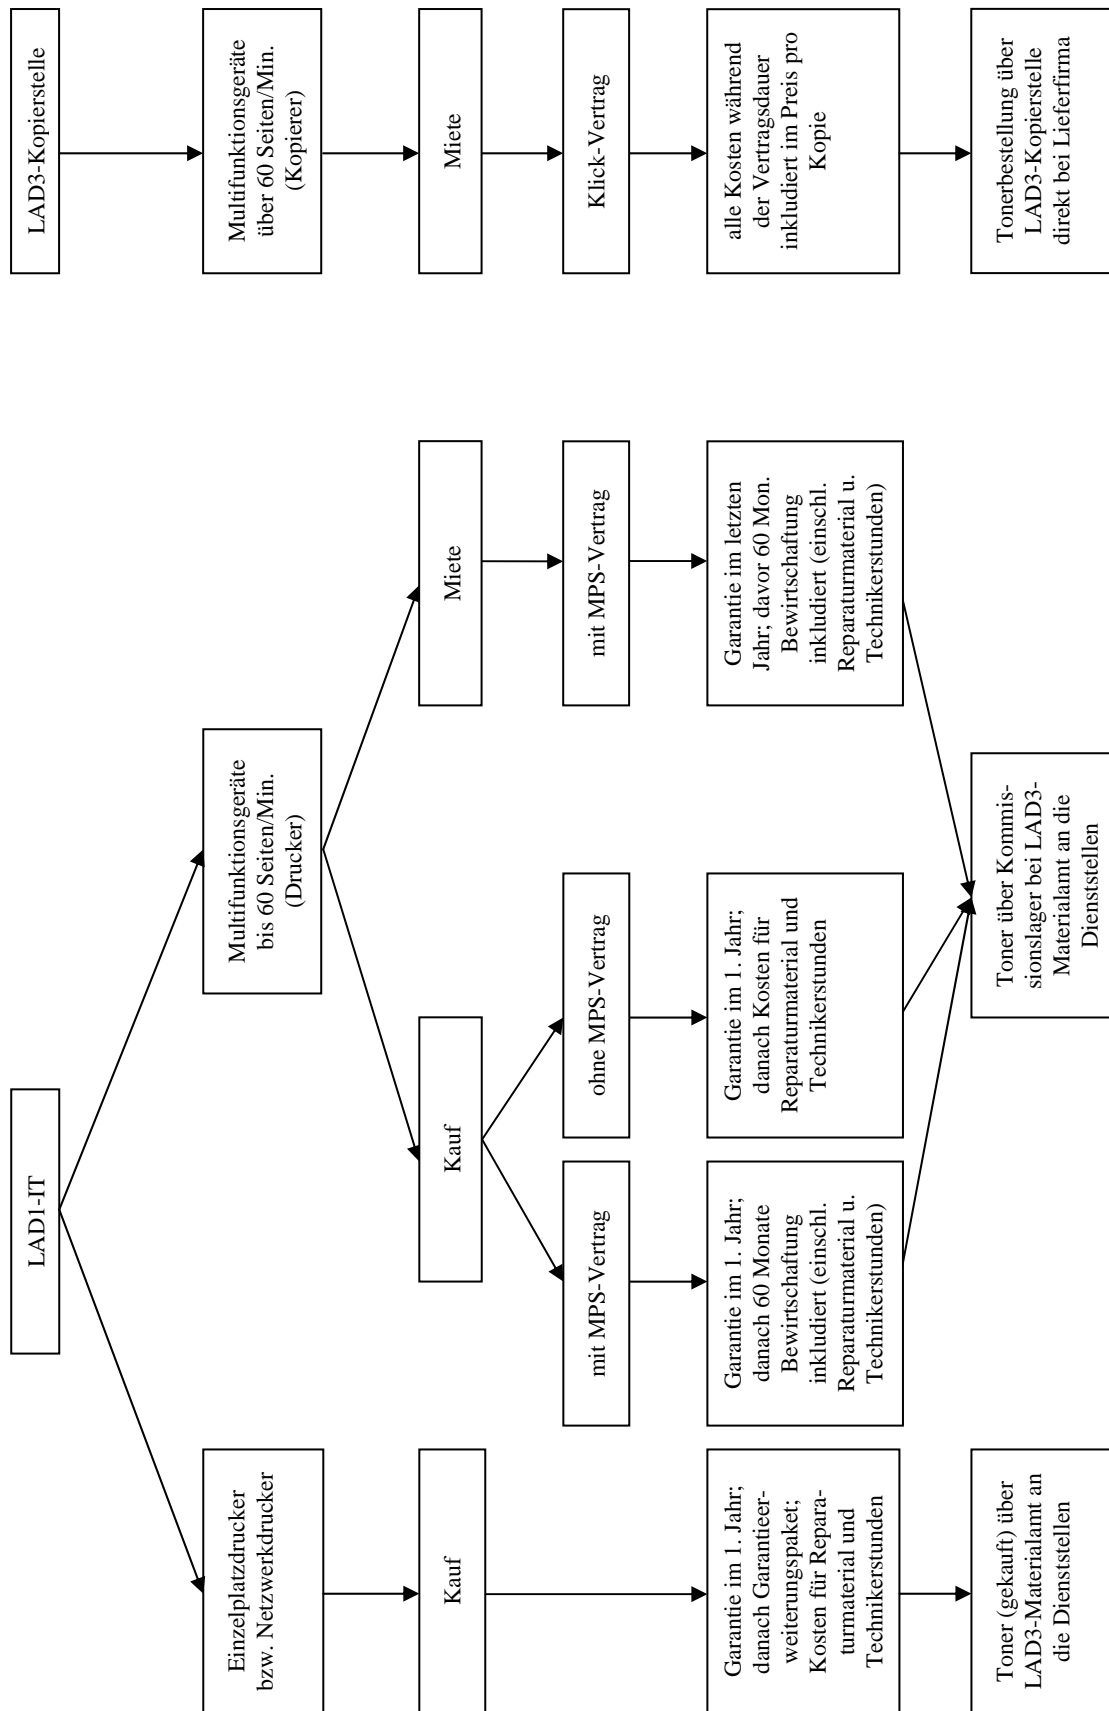 LAD1-IT
LAD3-Kopierstelle
Einzelplatzdrucker
bzw. Netzwerkdrucker
Multifunktionsgeräte
bis 60 Seiten/Min.
(Drucker)
Multifunktionsgeräte
über 60 Seiten/Min.
(Kopierer)
Kauf
Kauf
Miete
Miete
mit MPS-Vertrag
ohne MPS-Vertrag
mit MPS-Vertrag
Klick-Vertrag
Garantie im 1. Jahr;
danach Garantieer-
weiterungspaket;
Kosten für Repara-
turmaterial und
Technikerstunden
Garantie im 1. Jahr;
danach 60 Monate
Bewirtschaftung
inkludiert (einschl.
Reparaturmaterial u.
Technikerstunden)
Garantie im 1. Jahr;
danach Kosten für
Reparaturmaterial und
Technikerstunden
Garantie im letzten
Jahr; davor 60 Mon.
Bewirtschaftung
inkludiert (einschl.
Reparaturmaterial u.
Technikerstunden)
alle Kosten während
der Vertragsdauer
inkludiert im Preis pro
Kopie
Toner (gekauft) über
LAD3-Materialamt an
die Dienststellen
Toner über Kommis-
sionslager bei LAD3-
Materialamt an die
Dienststellen
Tonerbestellung über
LAD3-Kopierstelle
direkt bei Lieferfirma